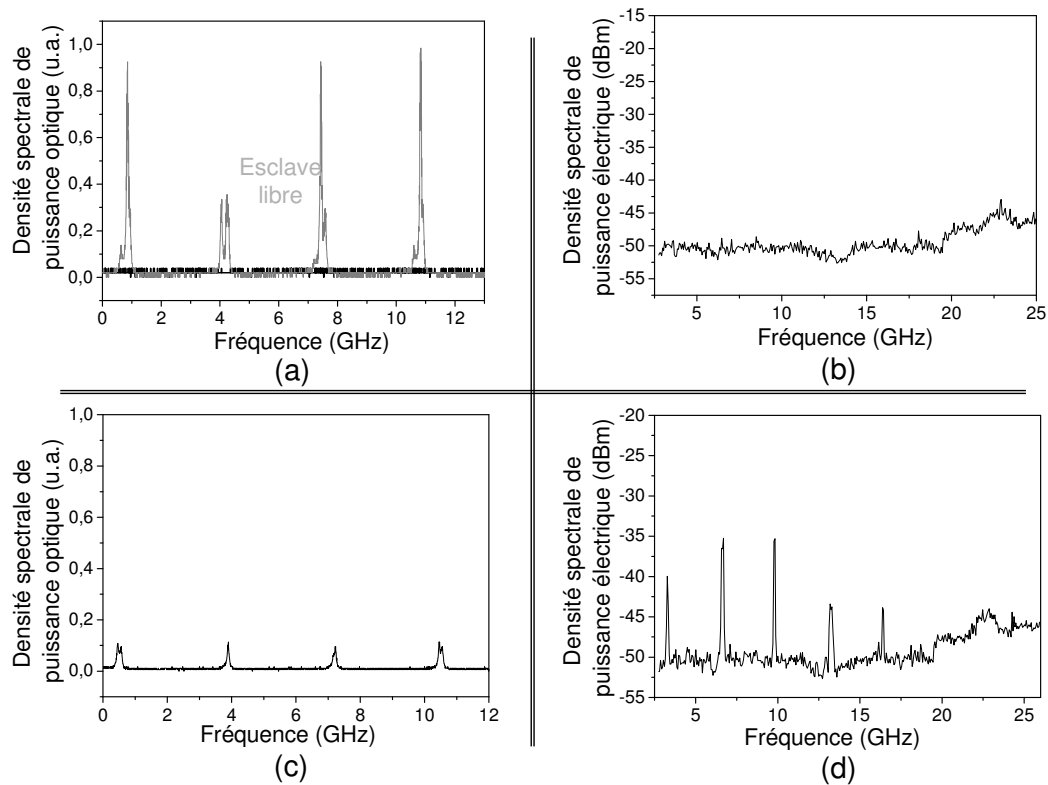 Densité spectrale de
puissance optique (u.a.)
1,0
0,8
0,6
0,4
0,2
0,0
Esclave
libre
0 2 4 6 8 10 12
Fréquence (GHz)
(a)
Densité spectrale de
puissance électrique (dBm)
-15
-20
-25
-30
-35
-40
-45
-50
-55
5 10 15 20 25
Fréquence (GHz)
(b)
Densité spectrale de
puissance optique (u.a.)
1,0
0,8
0,6
0,4
0,2
0,0
0 2 4 6 8 10 12
Fréquence (GHz)
(c)
Densité spectrale de
puissance électrique (dBm)
-20
-25
-30
-35
-40
-45
-50
-55
5 10 15 20 25
Fréquence (GHz)
(d)